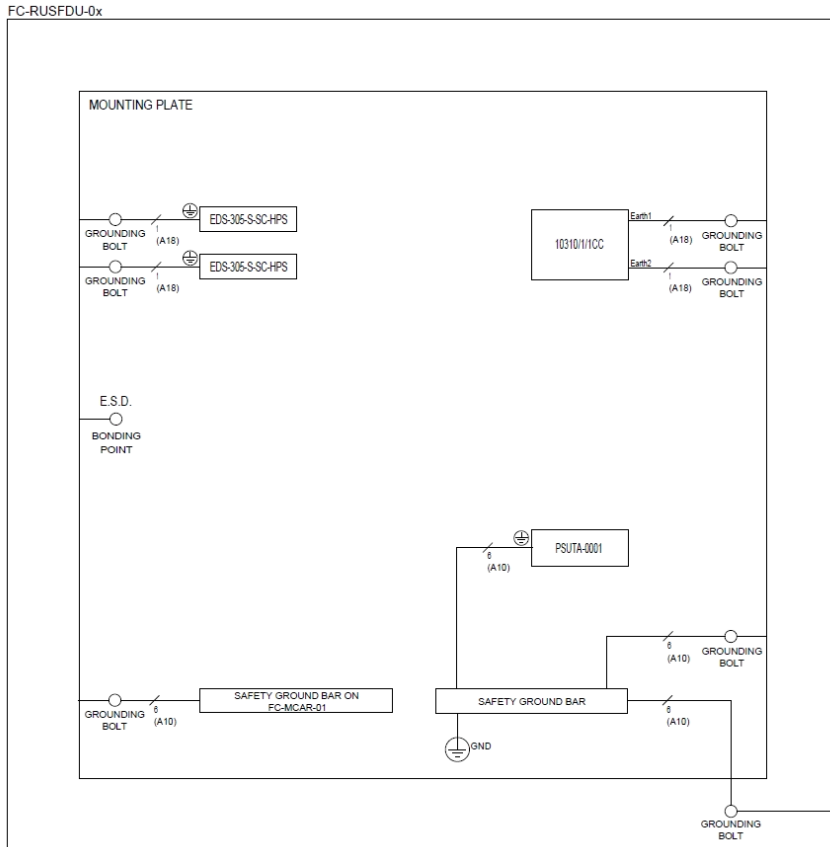 FC-RUSFDU-0x
MOUNTING PLATE
EDS-305-S-SC-HPS
1
(A18)
GROUNDING
BOLT
EDS-305-S-SC-HPS
1
(A18)
GROUNDING
BOLT
10310/1/1CC
Earth1
1
(A18)
GROUNDING
BOLT
Earth2
1
(A18)
GROUNDING
BOLT
E.S.D.
BONDING
POINT
PSUTA-0001
6
(A10)
6
(A10)
GROUNDING
BOLT
SAFETY GROUND BAR ON
FC-MCAR-01
6
(A10)
GROUNDING
BOLT
SAFETY GROUND BAR
6
(A10)
GND
GROUNDING
BOLT